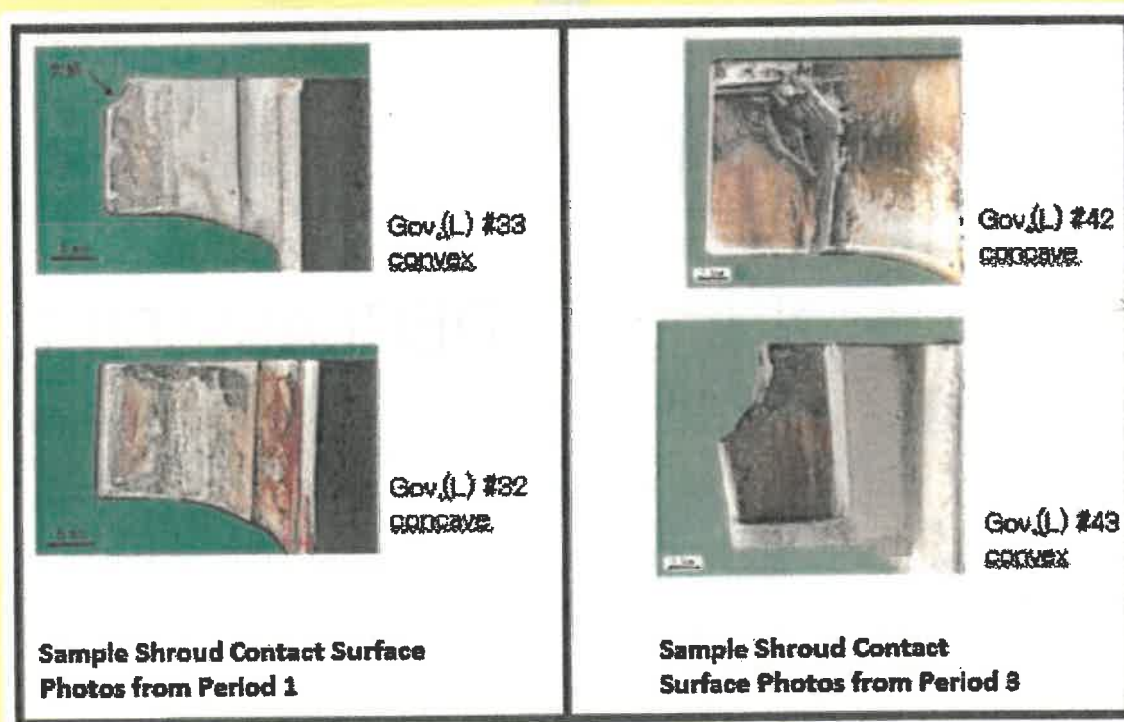 Gov.(L) #33
convex
Gov.(L) #32
concave
Sample Shroud Contact Surface
Photos from Period 1
Gov.(L) #42
concave
Gov.(L) #43
convex
Sample Shroud Contact
Surface Photos from Period 3